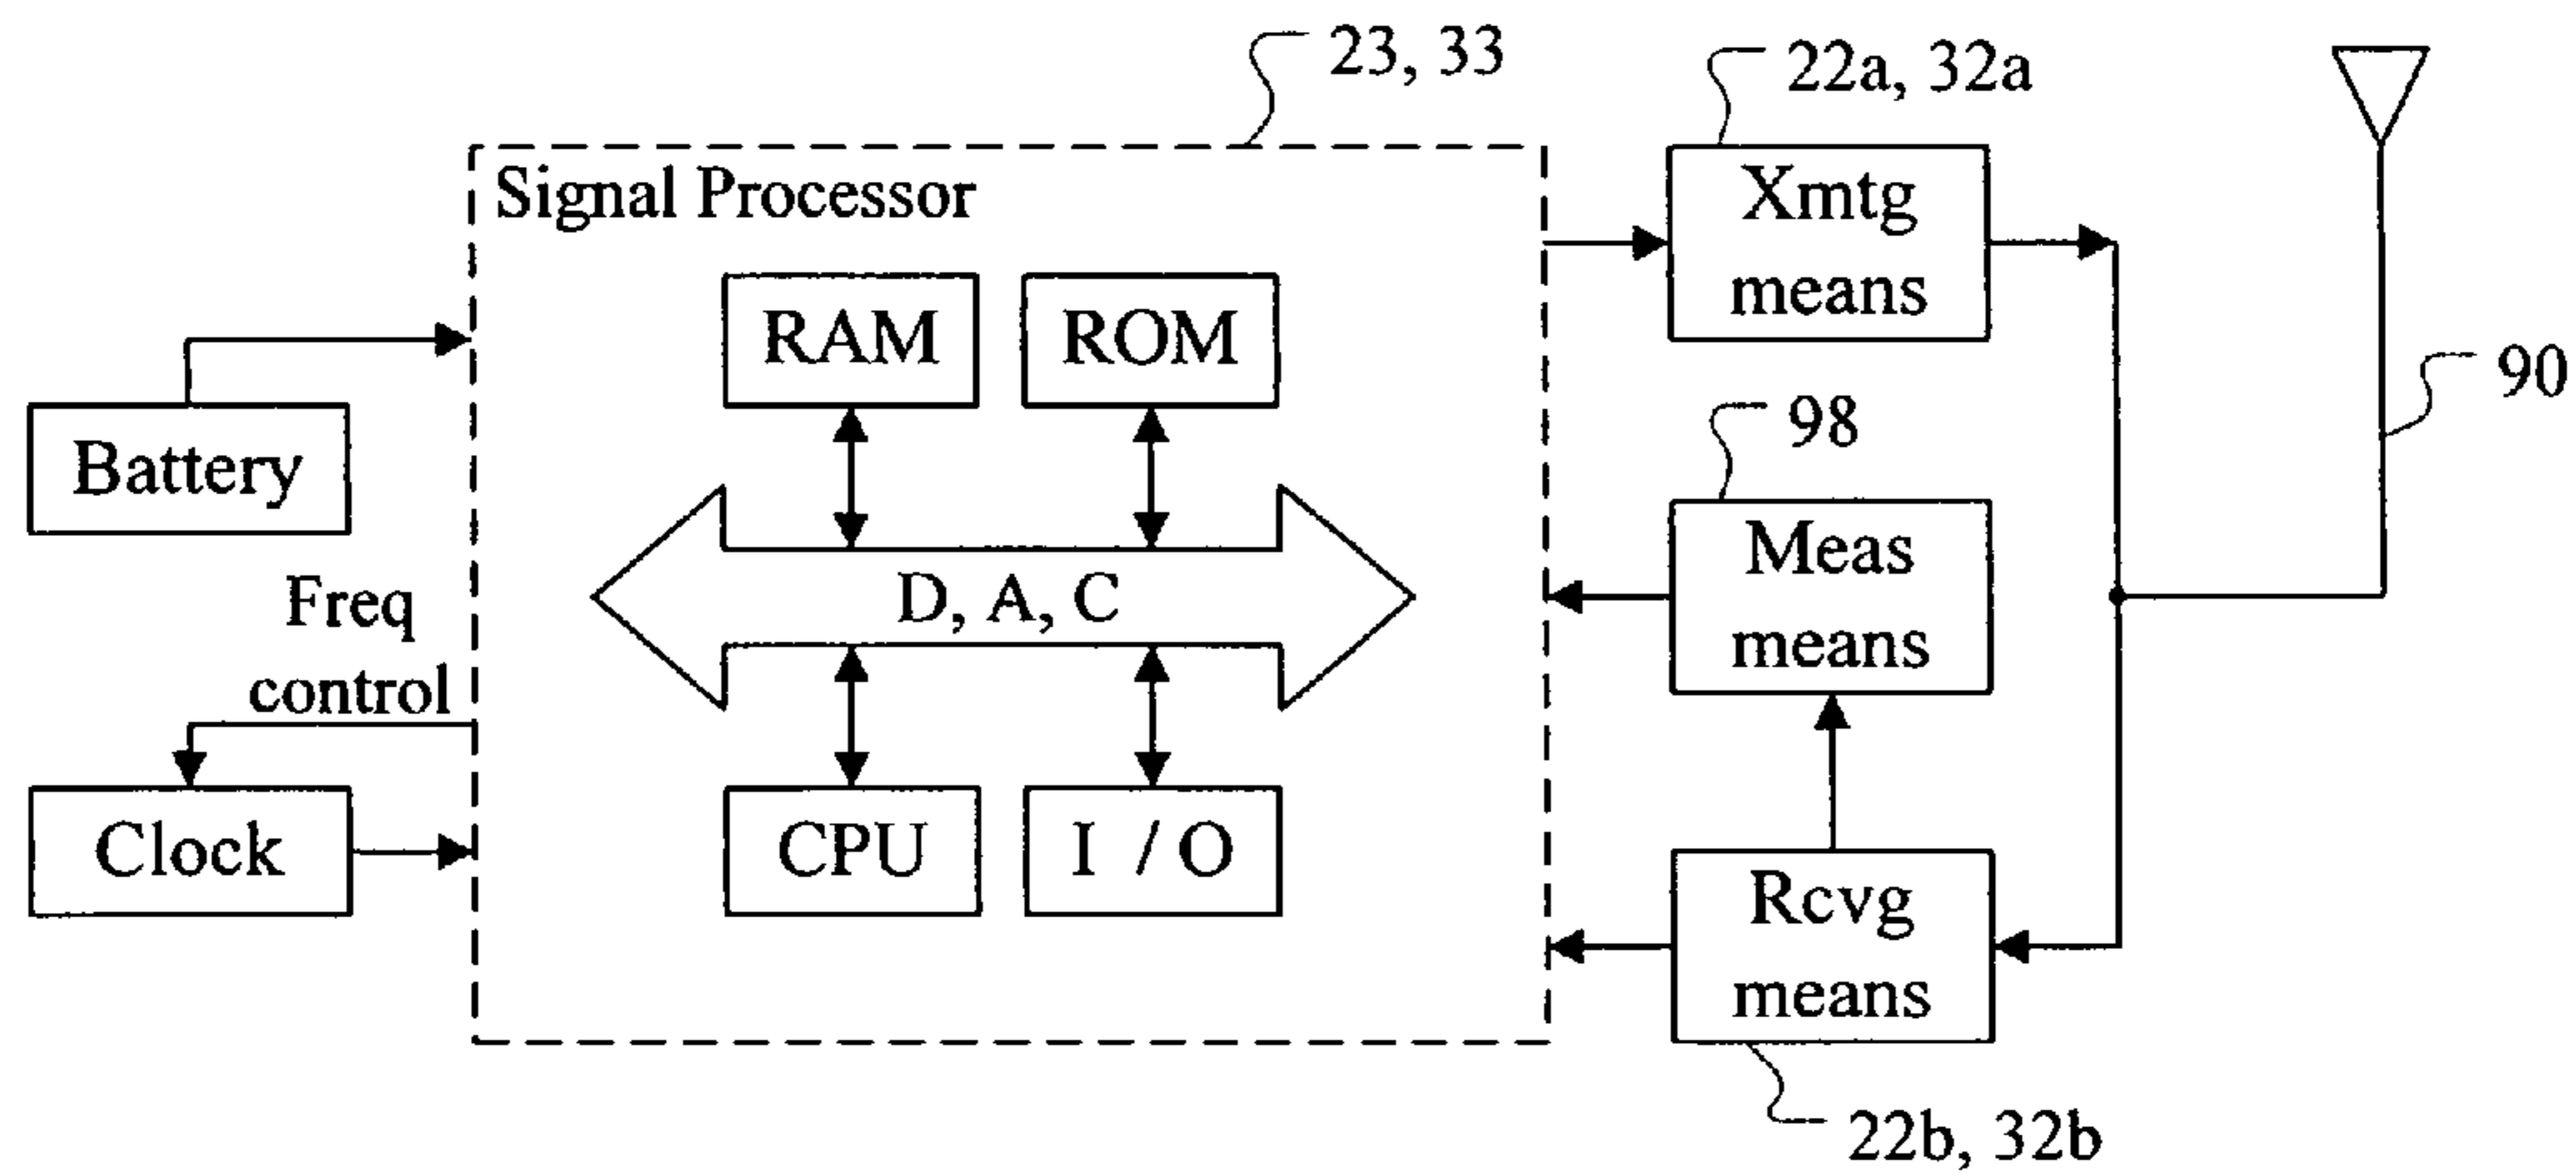 23, 33
22a, 32a
Signal Processor
Xmtg
means
RAM
ROM
90
98
Battery
Meas
means
D, A, C
Freq
control
Clock
CPU
I / O
Rcvg
means
22b, 32b